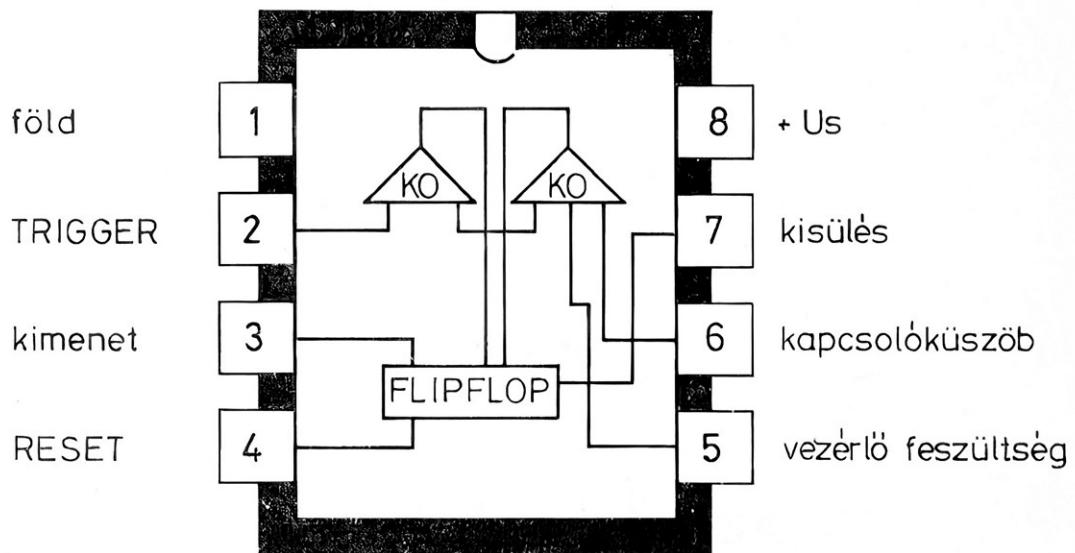 1
föld
8
+ Us
KO
KO
TRIGGER
2
7
kisülés
kimenet
3
6
kapcsolóküszöb
FLIPFLOP
RESET
4
5
vezérlő feszültség